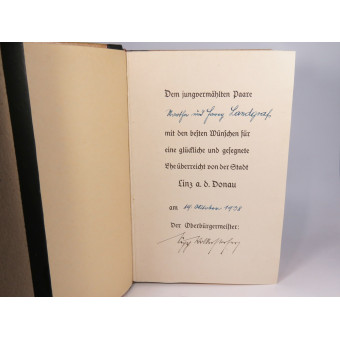 Dem jungvermählten Paare
und Landgraf
mit den besten Wünschen für
eine glückliche und gesegnete
Ehe überreicht von der Stadt
Linz a. d. Donau
am 14. Oktober 1938
Der Oberbürgermeister: